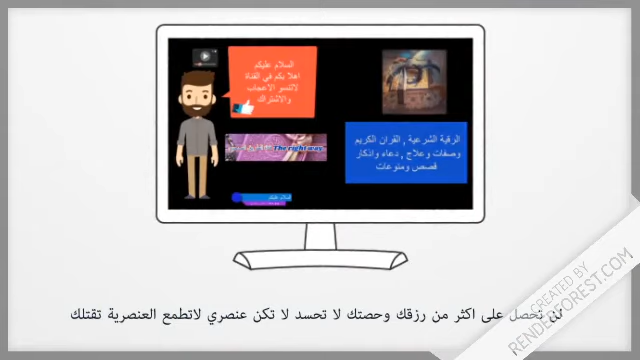 السلام عليكم
اهلا بكم في القناة
لاتنسو الاعجاب
والاشتراك
The right way
الرقية الشرعية , القران الكريم
وصفات وعلاج , دعاء واذكار
قصص ومنوعات
السلام عليكم
لن تحصل على اكثر من رزقك وحصتك لا تحسد لا تكن عنصري لاتطمع العنصرية تقتلك
CREATED BY
RENDERFOREST.COM